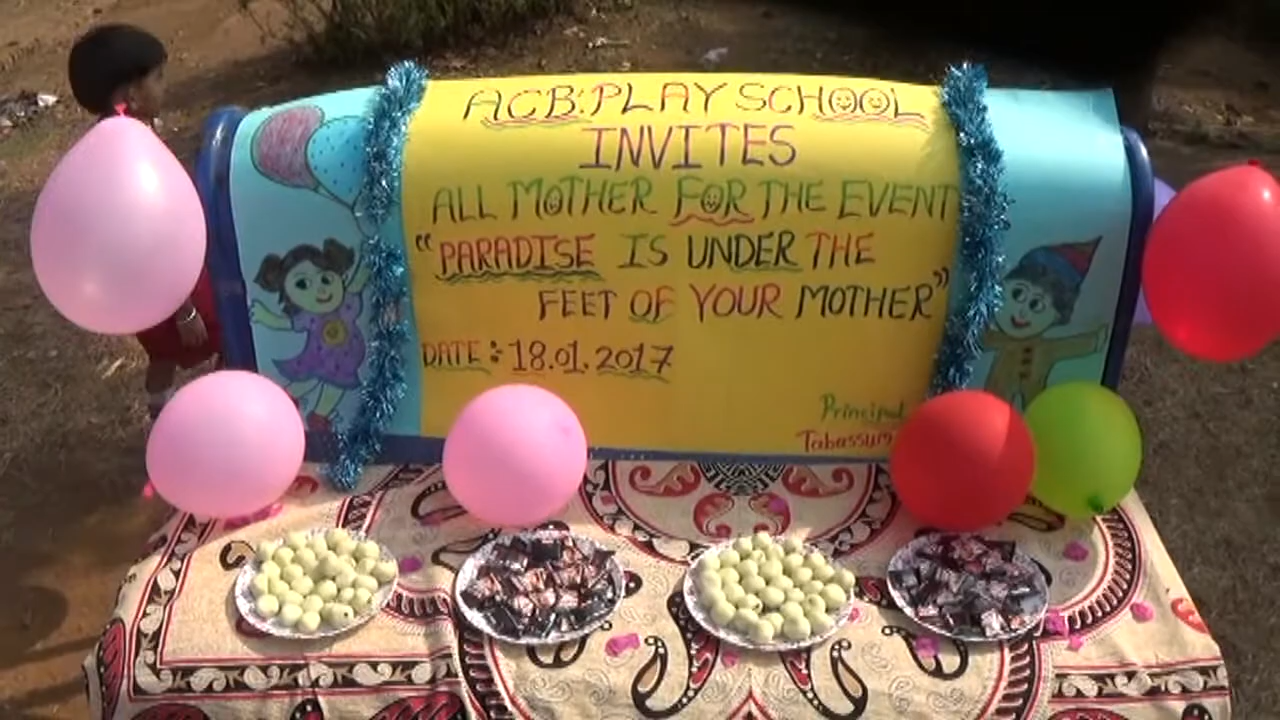 ACB PLAY SCHOOL
INVITES
ALL MOTHER FOR THE EVENT
“PARADISE IS UNDER THE
FEET OF YOUR MOTHER”
DATE :- 18.01.2017
Principal
Tabassum